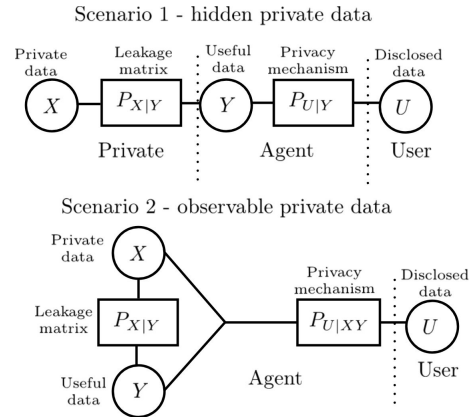 Scenario 1 - hidden private data
Private
data
Leakage
matrix
Useful
data
Privacy
mechanism
Disclosed
data
X
P_{X|Y}
Y
P_{U|Y}
U
Private
Agent
User
Scenario 2 - observable private data
Private
data
X
Leakage
matrix
P_{X|Y}
Useful
data
Y
Privacy
mechanism
P_{U|XY}
Disclosed
data
U
Agent
User